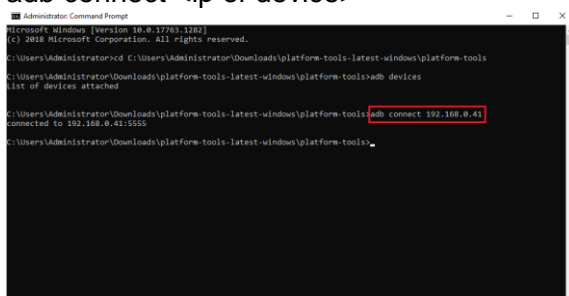 adb connect <ip of device>
Administrator: Command Prompt
Microsoft Windows [Version 10.0.17763.1282]
(c) 2018 Microsoft Corporation. All rights reserved.
C:\Users\Administrator>cd C:\Users\Administrator\Downloads\platform-tools-latest-windows\platform-tools
C:\Users\Administrator\Downloads\platform-tools-latest-windows\platform-tools>adb devices
List of devices attached
C:\Users\Administrator\Downloads\platform-tools-latest-windows\platform-tools>adb connect 192.168.0.41
connected to 192.168.0.41:5555
C:\Users\Administrator\Downloads\platform-tools-latest-windows\platform-tools>